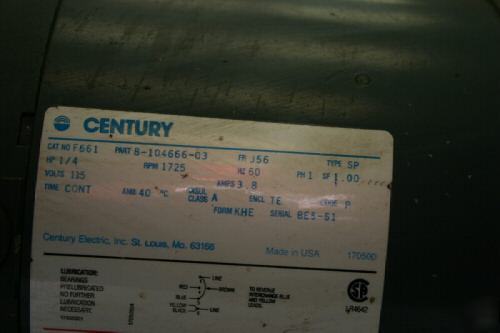 CENTURY
CAT NO F661 PART 8-104666-03 FR J56 TYPE SP
HP 1/4 RPM 1725 HZ 60 PH 1 SF 1.00
VOLTS 115 AMPS 3.8
TIME CONT AMB 40 °C INSUL CLASS A ENCL TE CODE P
FORM KHE SERIAL BES-51
Century Electric, Inc. St. Louis, Mo. 63166 Made in USA 170500
LUBRICATION:
BEARINGS
PRELUBRICATED
NO FURTHER
LUBRICATION
NECESSARY.
LINE
RED BROWN
BLUE
YELLOW
BLACK LINE
TO REVERSE
INTERCHANGE BLUE
AND YELLOW
LEADS.
LR4642